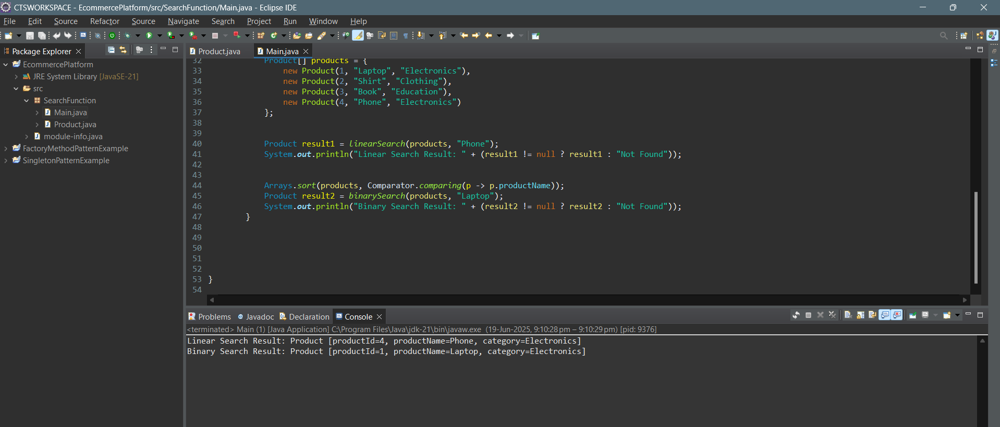 CTSWORKSPACE - EcommercePlatform/src/SearchFunction/Main.java - Eclipse IDE
File Edit Source Refactor Source Navigate Search Project Run Window Help
Package Explorer
EcommercePlatform
JRE System Library [JavaSE-21]
src
SearchFunction
Main.java
Product.java
module-info.java
FactoryMethodPatternExample
SingletonPatternExample
Product.java Main.java
32 Product[] products = {
33 new Product(1, "Laptop", "Electronics"),
34 new Product(2, "Shirt", "Clothing"),
35 new Product(3, "Book", "Education"),
36 new Product(4, "Phone", "Electronics")
37 };
38
39
40 Product result1 = linearSearch(products, "Phone");
41 System.out.println("Linear Search Result: " + (result1 != null ? result1 : "Not Found"));
42
43
44 Arrays.sort(products, Comparator.comparing(p -> p.productName));
45 Product result2 = binarySearch(products, "Laptop");
46 System.out.println("Binary Search Result: " + (result2 != null ? result2 : "Not Found"));
47 }
48
49
50
51
52
53 }
54
Problems Javadoc Declaration Console
<terminated> Main (1) [Java Application] C:\Program Files\Java\jdk-21\bin\javaw.exe (19-Jun-2025, 9:10:28 pm – 9:10:29 pm) [pid: 9376]
Linear Search Result: Product [productId=4, productName=Phone, category=Electronics]
Binary Search Result: Product [productId=1, productName=Laptop, category=Electronics]